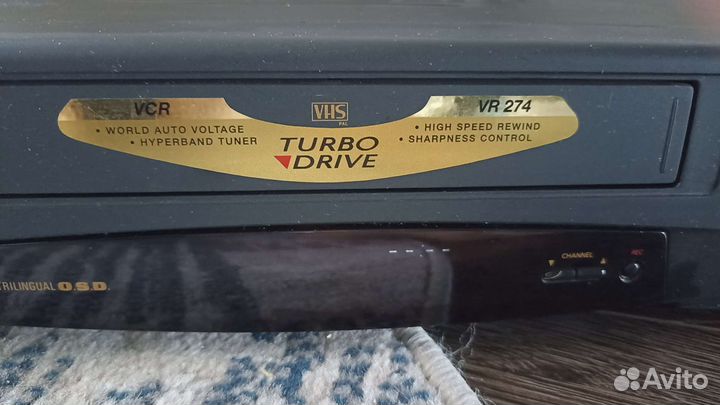 VCR
VHS
PAL
VR 274
• WORLD AUTO VOLTAGE
• HYPERBAND TUNER
TURBO
DRIVE
• HIGH SPEED REWIND
• SHARPNESS CONTROL
CHANNEL
REC
RILINGUAL O.S.D.
Avito